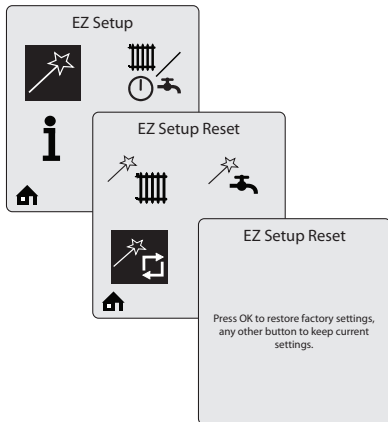 EZ Setup
EZ Setup Reset
EZ Setup Reset
Press OK to restore factory settings,
any other button to keep current
settings.